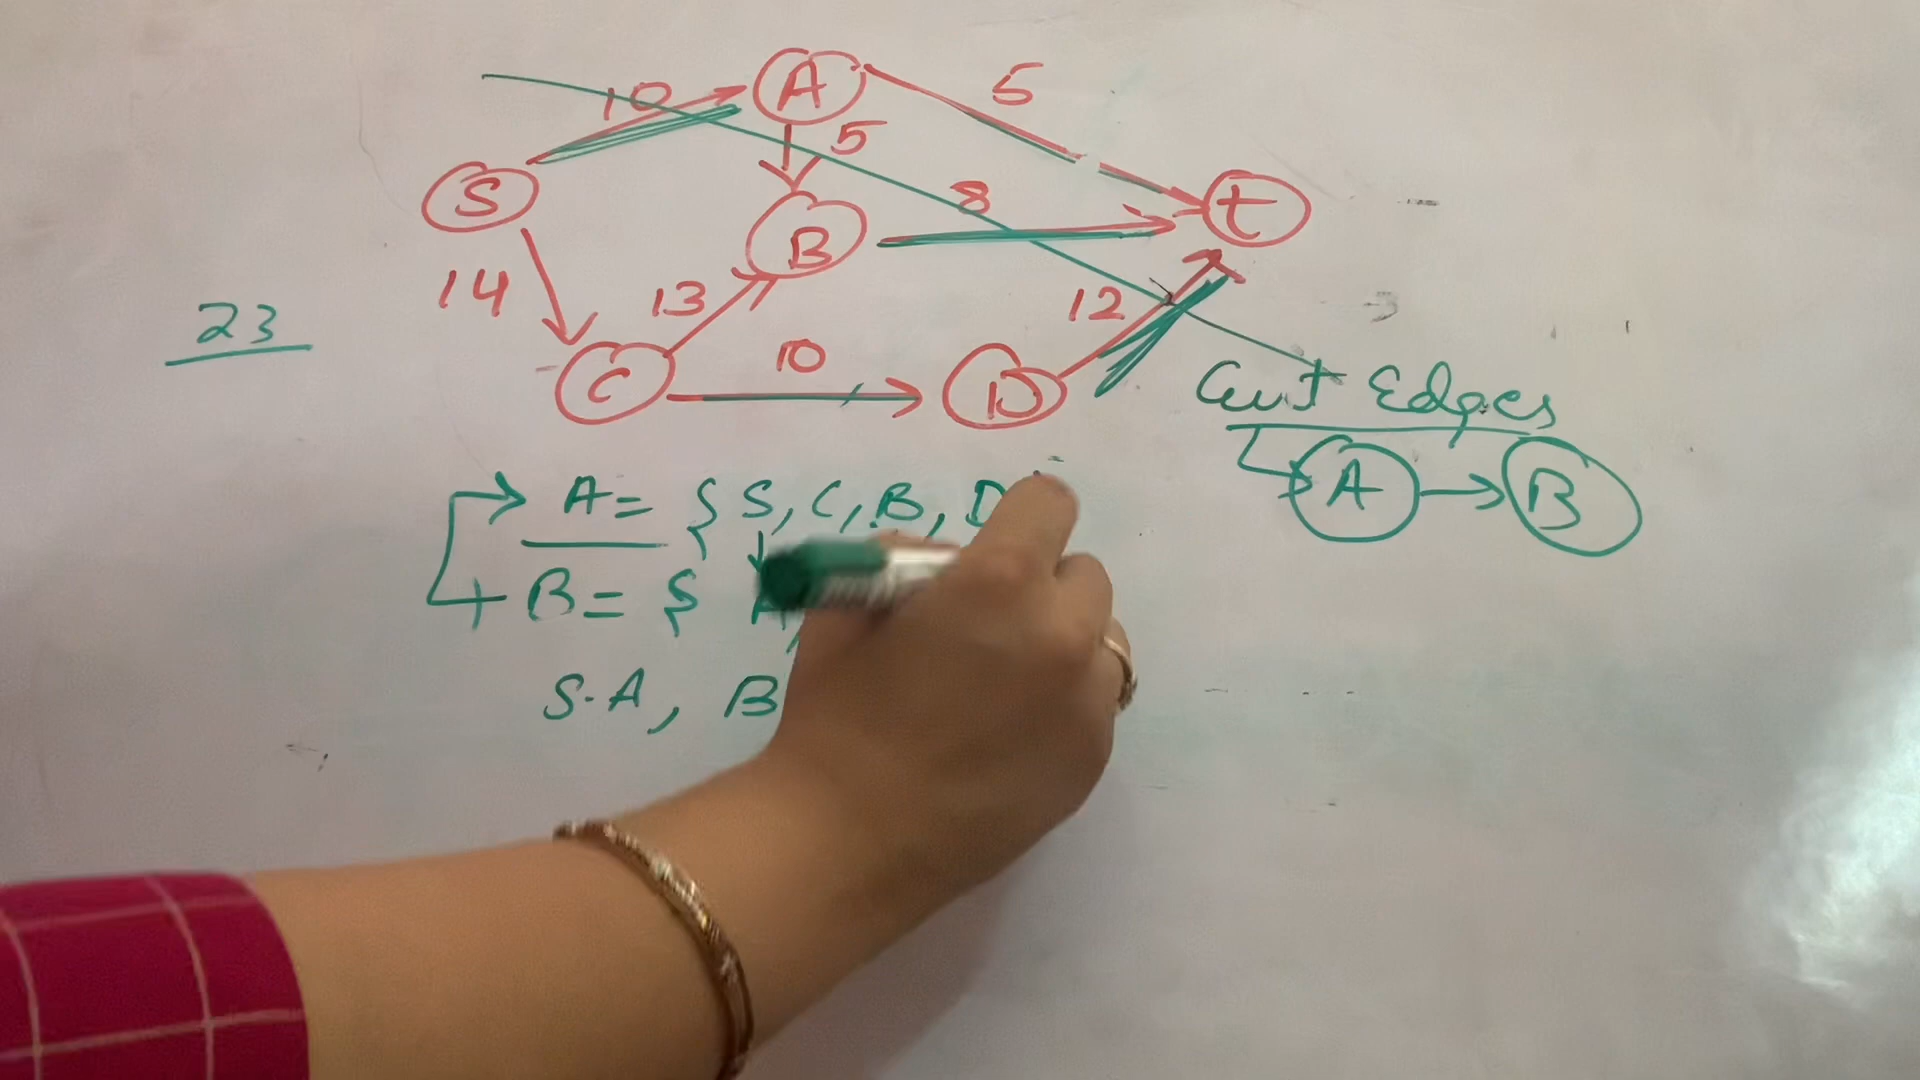 10
A
5
5
S
8
t
B
14
13
12
23
10
C
D
Cut Edges
A B
A = { S, C, B, D
B = {
S-A, B